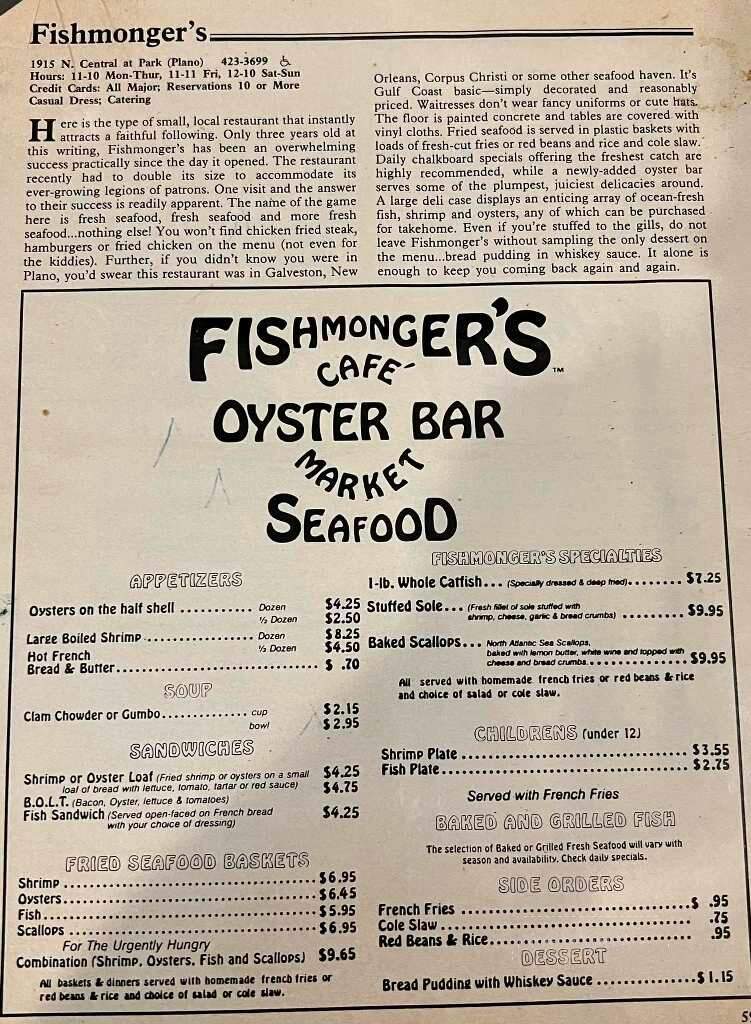 Fishmonger's
1915 N. Central at Park (Plano) 423-3699
Hours: 11-10 Mon-Thur, 11-11 Fri, 12-10 Sat-Sun
Credit Cards: All Major; Reservations 10 or More
Casual Dress; Catering
Here is the type of small, local restaurant that instantly
attracts a faithful following. Only three years old at
this writing, Fishmonger's has been an overwhelming
success practically since the day it opened. The restaurant
recently had to double its size to accommodate its
ever-growing legions of patrons. One visit and the answer
to their success is readily apparent. The name of the game
here is fresh seafood, fresh seafood and more fresh
seafood...nothing else! You won't find chicken fried steak,
hamburgers or fried chicken on the menu (not even for
the kiddies). Further, if you didn't know you were in
Plano, you'd swear this restaurant was in Galveston, New
Orleans, Corpus Christi or some other seafood haven. It's
Gulf Coast basic—simply decorated and reasonably
priced. Waitresses don't wear fancy uniforms or cute hats.
The floor is painted concrete and tables are covered with
vinyl cloths. Fried seafood is served in plastic baskets with
loads of fresh-cut fries or red beans and rice and cole slaw.
Daily chalkboard specials offering the freshest catch are
highly recommended, while a newly-added oyster bar
serves some of the plumpest, juiciest delicacies around.
A large deli case displays an enticing array of ocean-fresh
fish, shrimp and oysters, any of which can be purchased
for takehome. Even if you're stuffed to the gills, do not
leave Fishmonger's without sampling the only dessert on
the menu...bread pudding in whiskey sauce. It alone is
enough to keep you coming back again and again.
FISHMONGER'S TM
CAFÉ
OYSTER BAR
MARKET
SEAFOOD
APPETIZERS
Oysters on the half shell ............ Dozen $4.25
½ Dozen $2.50
Large Boiled Shrimp ................ Dozen $8.25
½ Dozen $4.50
Hot French
Bread & Butter........................ $ .70
SOUP
Clam Chowder or Gumbo............. cup $2.15
bowl $2.95
SANDWICHES
Shrimp or Oyster Loaf (Fried shrimp or oysters on a small $4.25
loaf of bread with lettuce, tomato, tartar or red sauce) $4.75
B.O.L.T. (Bacon, Oyster, lettuce & tomatoes)
Fish Sandwich (Served open-faced on French bread $4.25
with your choice of dressing)
FRIED SEAFOOD BASKETS
Shrimp ............................ $6.95
Oysters............................ $6.45
Fish............................... $5.95
Scallops ........................... $6.95
For The Urgently Hungry
Combination (Shrimp, Oysters, Fish and Scallops) $9.65
All baskets & dinners served with homemade french fries or
red beans & rice and choice of salad or cole slaw.
FISHMONGER'S SPECIALTIES
1-lb. Whole Catfish... (Specially dressed & deep fried)........ $7.25
Stuffed Sole... (Fresh fillet of sole stuffed with
shrimp, cheese, garlic & bread crumbs) ............ $9.95
Baked Scallops... North Atlantic Sea Scallops,
baked with lemon butter, white wine and topped with
cheese and bread crumbs.................. $9.95
All served with homemade french fries or red beans & rice
and choice of salad or cole slaw.
CHILDRENS (under 12)
Shrimp Plate ................................ $3.55
Fish Plate................................... $2.75
Served with French Fries
BAKED AND GRILLED FISH
The selection of Baked or Grilled Fresh Seafood will vary with
season and availability. Check daily specials.
SIDE ORDERS
French Fries ................................ $ .95
Cole Slaw ................................... .75
Red Beans & Rice............................. .95
DESSERT
Bread Pudding with Whiskey Sauce .............. $ 1.15